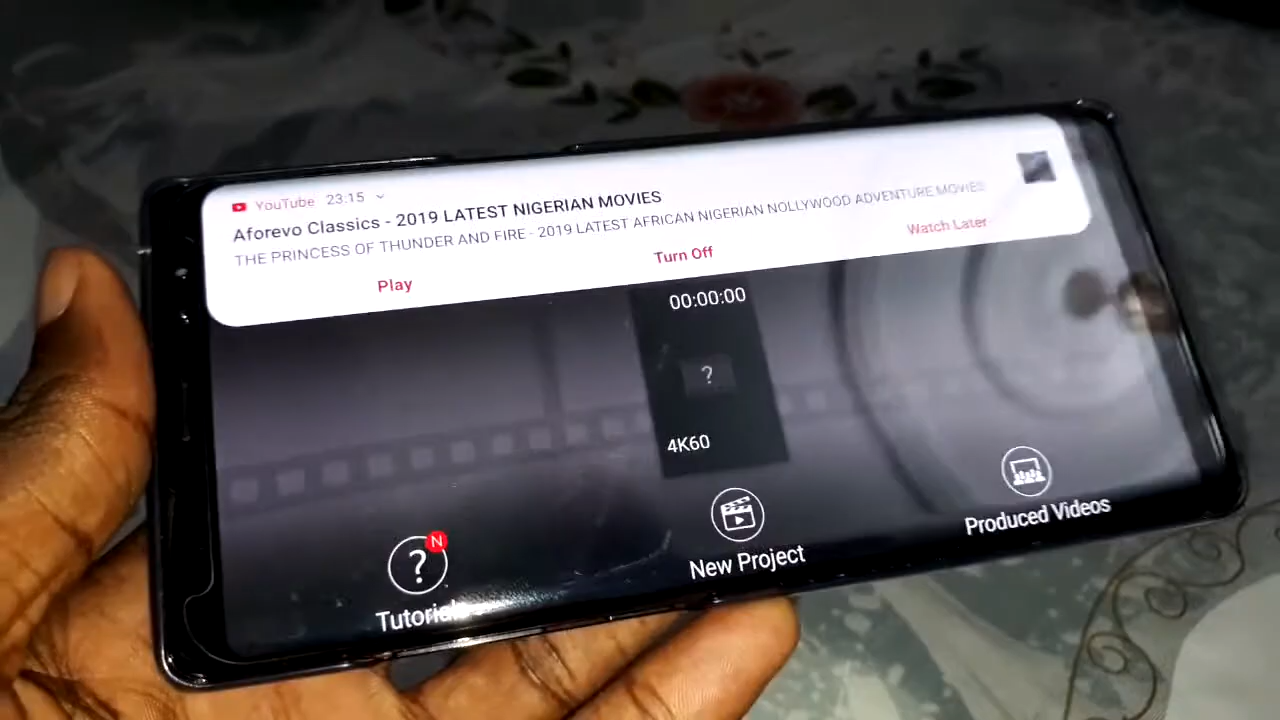 YouTube 23:15
Aforevo Classics - 2019 LATEST NIGERIAN MOVIES
THE PRINCESS OF THUNDER AND FIRE - 2019 LATEST AFRICAN NIGERIAN NOLLYWOOD ADVENTURE MOVIES
Play
Turn Off
Watch Later
00:00:00
?
4K60
N
?
Tutorial
New Project
Produced Videos